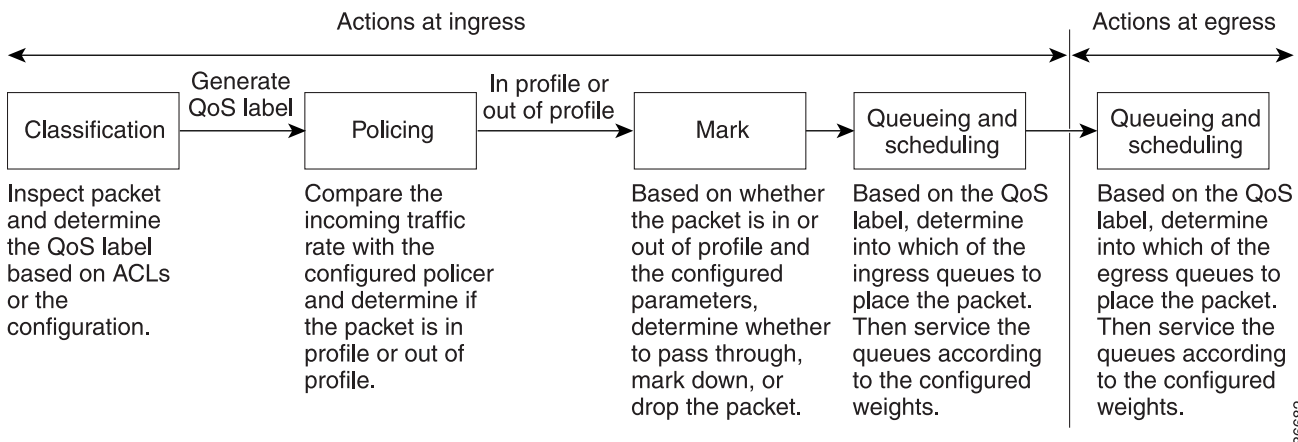 Actions at ingress
Actions at egress
Generate
QoS label
In profile or
out of profile
Classification
Policing
Mark
Queueing and
scheduling
Queueing and
scheduling
Inspect packet
and determine
the QoS label
based on ACLs
or the
configuration.
Compare the
incoming traffic
rate with the
configured policer
and determine if
the packet is in
profile or out of
profile.
Based on whether
the packet is in or
out of profile and
the configured
parameters,
determine whether
to pass through,
mark down, or
drop the packet.
Based on the QoS
label, determine
into which of the
ingress queues to
place the packet.
Then service the
queues according
to the configured
weights.
Based on the QoS
label, determine
into which of the
egress queues to
place the packet.
Then service the
queues according
to the configured
weights.